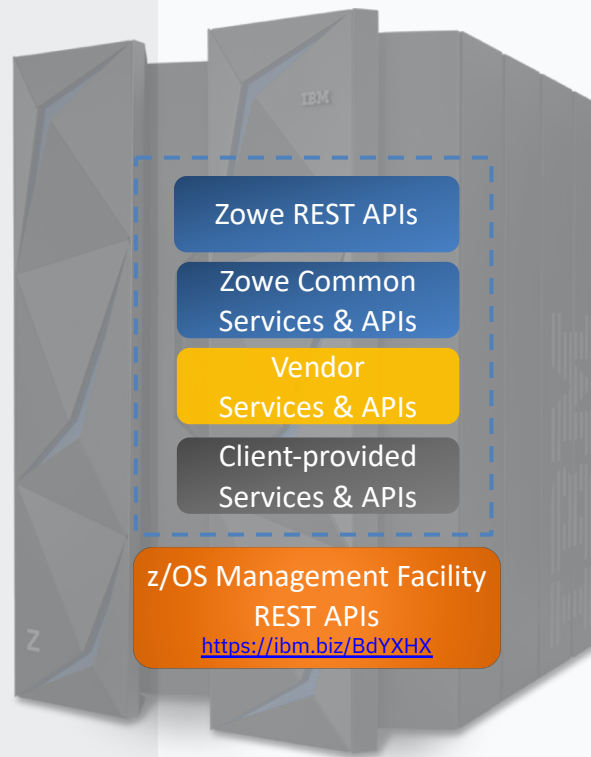 IBM
Zowe REST APIs
Zowe Common
Services & APIs
Vendor
Services & APIs
Client-provided
Services & APIs
z/OS Management Facility
REST APIs
https://ibm.biz/BdYXHX
Z
IBM